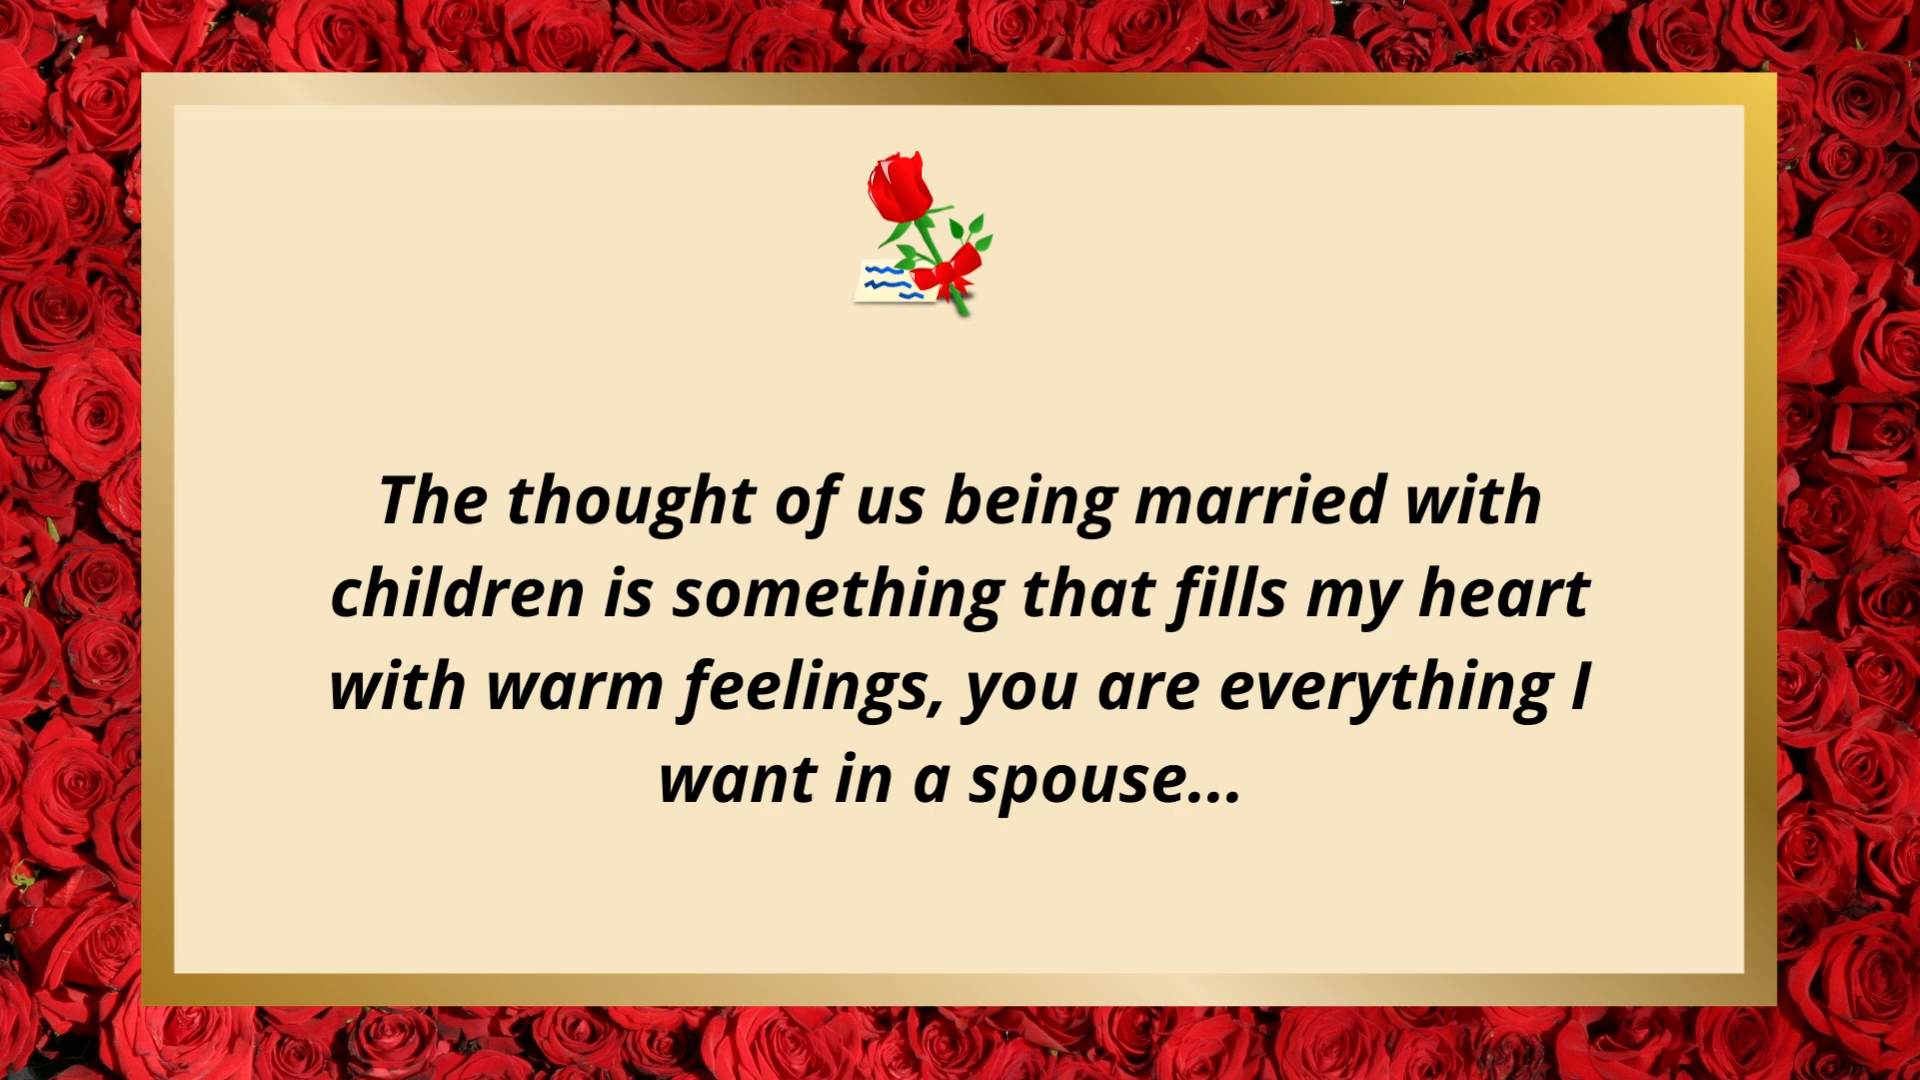 The thought of us being married with
children is something that fills my heart
with warm feelings, you are everything I
want in a spouse...